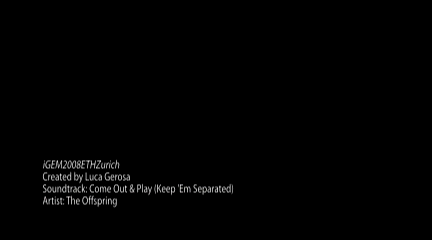 iGEM2008ETHZurich
Created by Luca Gerosa
Soundtrack: Come Out & Play (Keep 'Em Separated)
Artist: The Offspring